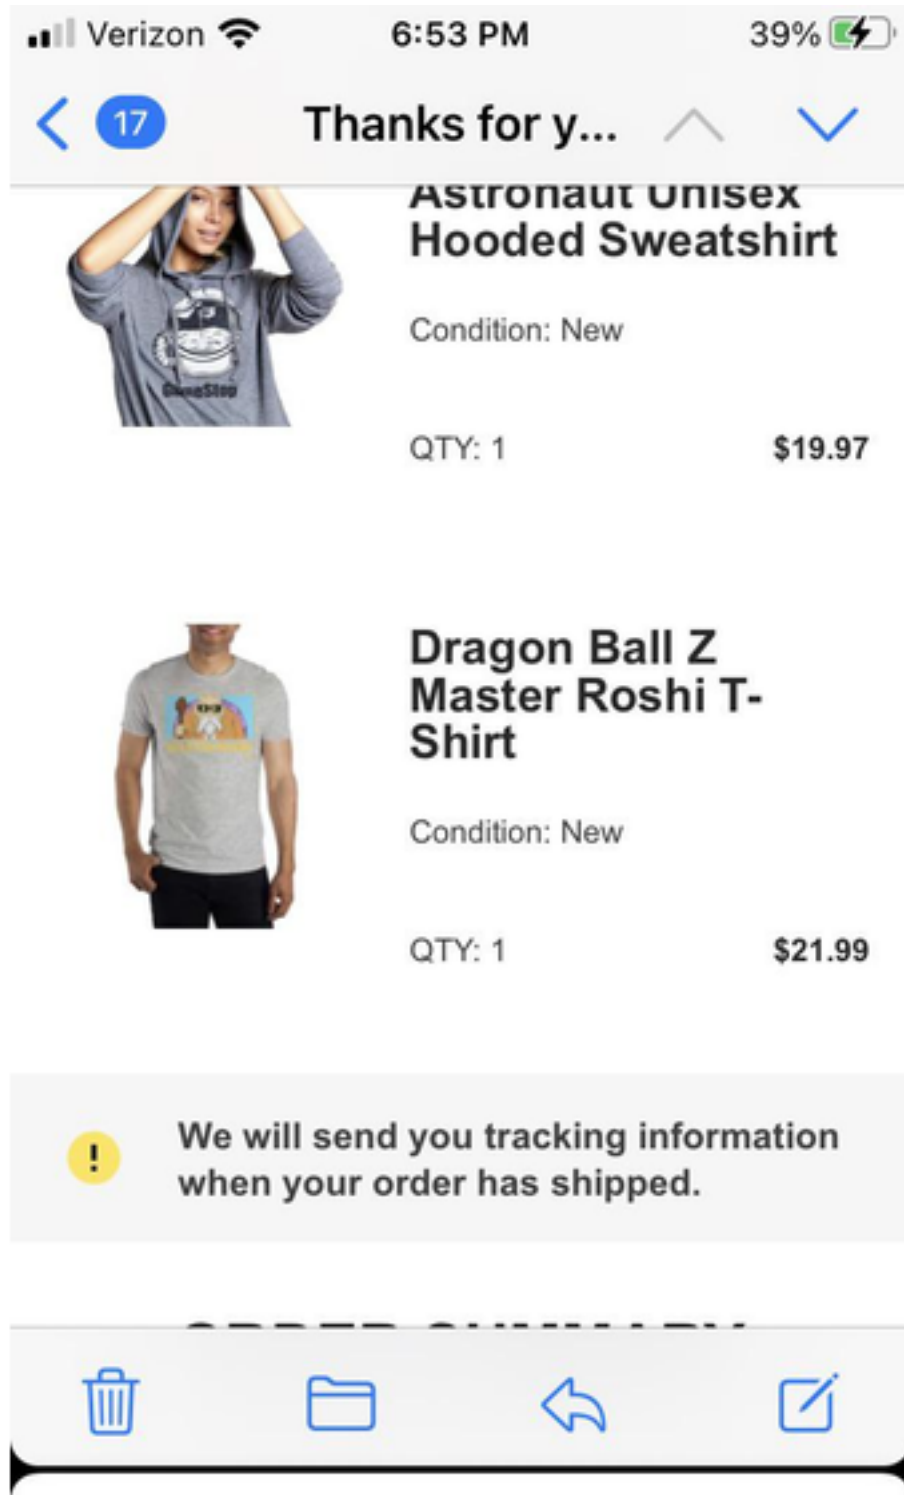 Verizon 6:53 PM 39%
17 Thanks for y...
Astronaut Unisex
Hooded Sweatshirt
Condition: New
QTY: 1 $19.97
Dragon Ball Z
Master Roshi T-
Shirt
Condition: New
QTY: 1 $21.99
!
We will send you tracking information
when your order has shipped.
ORDER SUMMARY